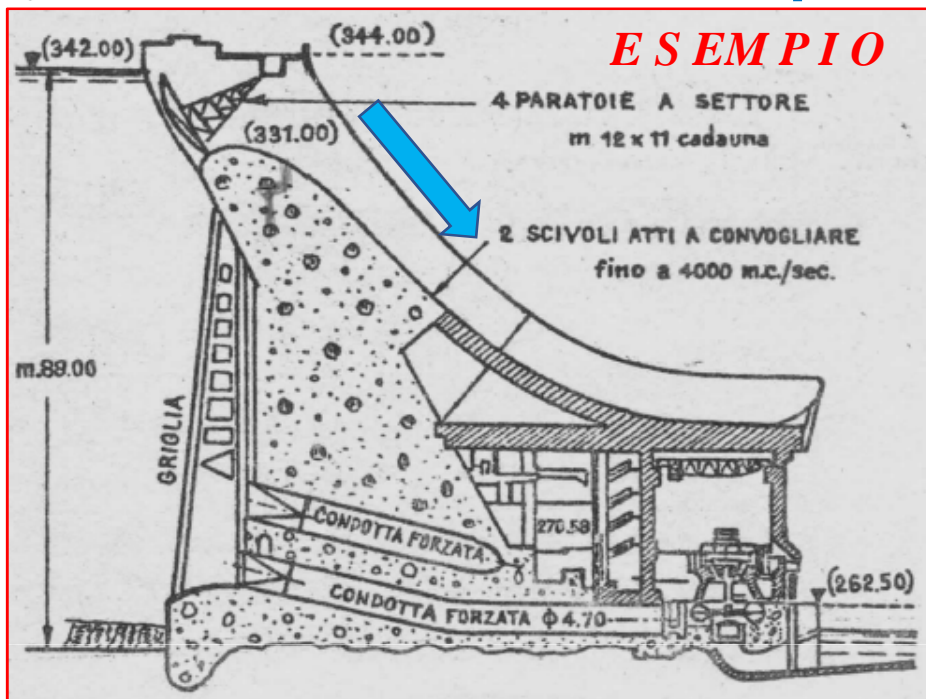 ESEMPIO
(342.00)
(344.00)
4 PARATOIE A SETTORE
m 12 x 11 cadauna
(331.00)
2 SCIVOLI ATTI A CONVOGLIARE
fino a 4000 m.c./sec.
m.89.00
GRIGLIA
CONDOTTA FORZATA
270.58
CONDOTTA FORZATA ф 4,70
(262.50)